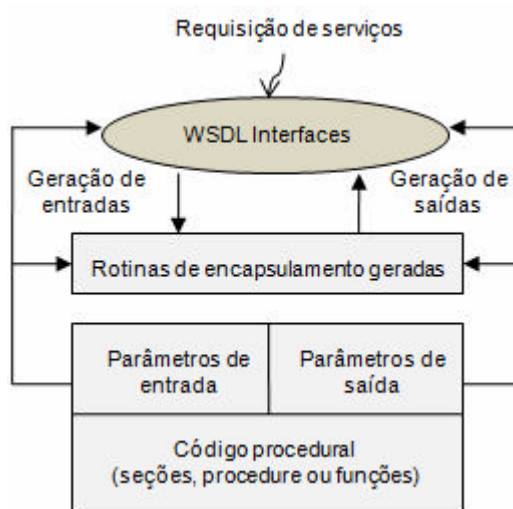 Requisição de serviços
WSDL Interfaces
Geração de
entradas
Geração de
saídas
Rotinas de encapsulamento geradas
Parâmetros de
entrada
Parâmetros de
saída
Código procedural
(seções, procedure ou funções)